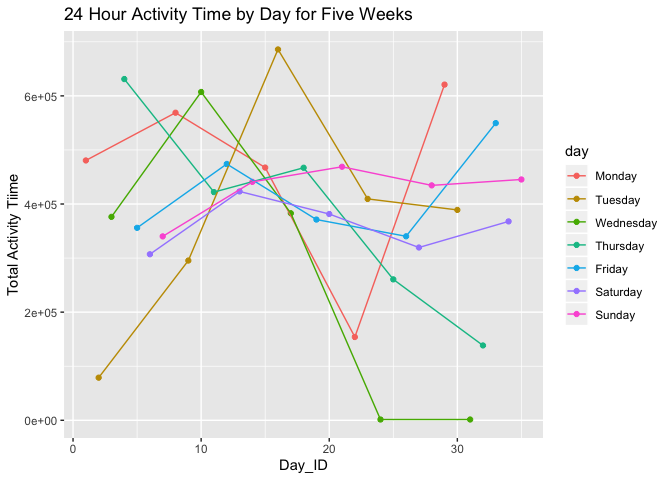 24 Hour Activity Time by Day for Five Weeks
Total Activity Tiime
6e+05
4e+05
2e+05
0e+00
0
10
20
30
Day_ID
day
Monday
Tuesday
Wednesday
Thursday
Friday
Saturday
Sunday